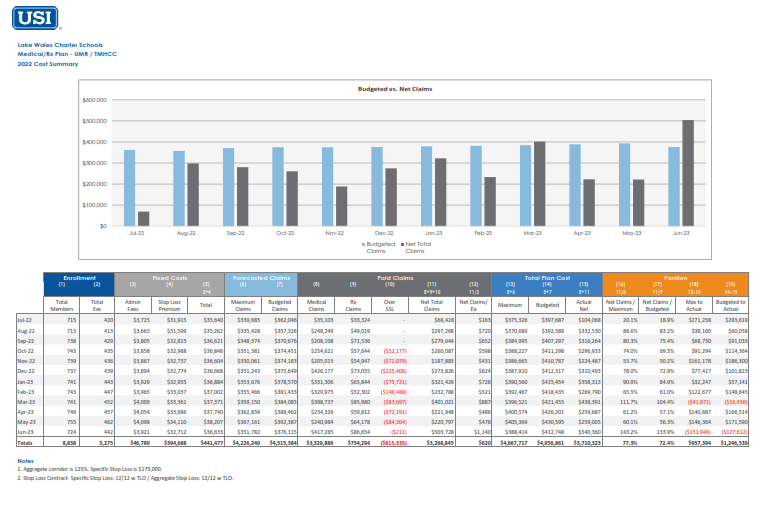 USI
Lake Wales Charter Schools
Medical/Rx Plan - UMR / TMHCC
2022 Cost Summary
Budgeted vs. Net Claims
$600,000
$500,000
$400,000
$300,000
$200,000
$100,000
$0
Jul-22 Aug-22 Sep-22 Oct-22 Nov-22 Dec-22 Jan-23 Feb-23 Mar-23 Apr-23 May-23 Jun-23
Budgeted Claims Net Total Claims
Enrollment Fixed Costs Forecasted Claims Paid Claims Total Plan Cost Position
(1) (2) (3) (4) (5) (6) (7) (8) (9) (10) (11) (12) (13) (14) (15) (16) (17) (18) (19)
3+4 8+9+10 11/2 5+6 5+7 5+11 11/6 11/7 13-15 14-15
Total Members Total Ees Admin Fees Stop Loss Premium Total Maximum Claims Budgeted Claims Medical Claims Rx Claims Over SSL Net Total Claims Net Claims/ Ee Maximum Budgeted Actual Net Net Claims / Maximum Net Claims / Budgeted Max to Actual Budgeted to Actual
Jul-22 715 420 $3,725 $31,915 $35,640 $339,685 $362,046 $35,103 $33,324 - $68,428 $163 $375,326 $397,687 $104,068 20.1% 18.9% $271,258 $293,619
Aug-22 713 413 $3,663 $31,599 $35,262 $335,428 $357,326 $248,249 $49,019 - $297,268 $720 $370,689 $392,588 $332,530 88.6% 83.2% $38,160 $60,058
Sep-22 738 429 $3,805 $32,815 $36,621 $348,374 $370,676 $208,108 $71,536 - $279,644 $652 $384,995 $407,297 $316,264 80.3% 75.4% $68,730 $91,033
Oct-22 743 435 $3,858 $32,988 $36,846 $351,381 $374,451 $254,621 $57,644 ($52,177) $260,087 $598 $388,227 $411,298 $296,933 74.0% 69.5% $91,294 $114,364
Nov-22 739 436 $3,867 $32,737 $36,604 $350,061 $374,183 $205,015 $54,947 ($72,079) $187,883 $431 $386,665 $410,787 $224,487 53.7% 50.2% $162,178 $186,300
Dec-22 737 439 $3,894 $32,774 $36,668 $351,243 $375,649 $426,177 $73,055 ($225,406) $273,826 $624 $387,910 $412,317 $310,493 78.0% 72.9% $77,417 $101,823
Jan-23 741 443 $3,929 $32,955 $36,884 $353,676 $378,570 $331,306 $65,844 ($75,721) $321,429 $726 $390,560 $415,454 $358,313 90.9% 84.9% $32,247 $57,141
Feb-23 743 447 $3,965 $33,037 $37,002 $355,466 $381,433 $329,975 $52,302 ($149,488) $232,788 $521 $392,467 $418,435 $269,790 65.5% 61.0% $122,677 $148,645
Mar-23 741 452 $4,009 $33,361 $37,371 $359,150 $384,085 $398,737 $85,980 ($83,697) $401,021 $887 $396,521 $421,455 $438,391 111.7% 104.4% ($41,871) ($16,936)
Apr-23 749 457 $4,054 $33,686 $37,740 $362,834 $388,462 $234,326 $59,812 ($72,191) $221,948 $486 $400,574 $426,201 $259,688 61.2% 57.1% $140,887 $166,514
May-23 755 462 $4,098 $34,110 $38,207 $367,161 $392,387 $240,984 $64,178 ($84,364) $220,797 $478 $405,369 $430,595 $259,005 60.1% 56.3% $146,364 $171,590
Jun-23 724 442 $3,921 $32,712 $36,633 $351,782 $376,115 $417,285 $86,654 ($211) $503,728 $1,140 $388,414 $412,748 $540,360 143.2% 133.9% ($151,946) ($127,612)
Totals 8,838 5,275 $46,789 $394,688 $441,477 $4,226,240 $4,515,384 $3,329,886 $754,294 ($815,335) $3,268,845 $620 $4,667,717 $4,956,861 $3,710,323 77.3% 72.4% $957,394 $1,246,539
Notes
1. Aggregate corridor is 125%. Specific Stop Loss is $175,000.
2. Stop Loss Contract- Specific Stop Loss: 12/12 w TLO / Aggregate Stop Loss: 12/12 w TLO.